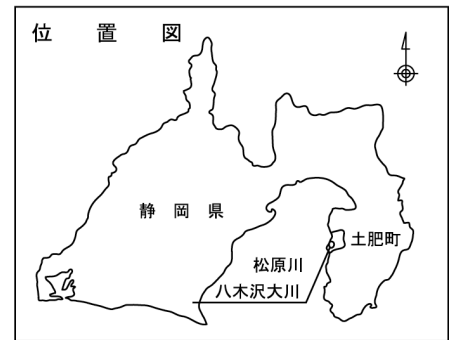 位置図
静岡県
土肥町
松原川
八木沢大川